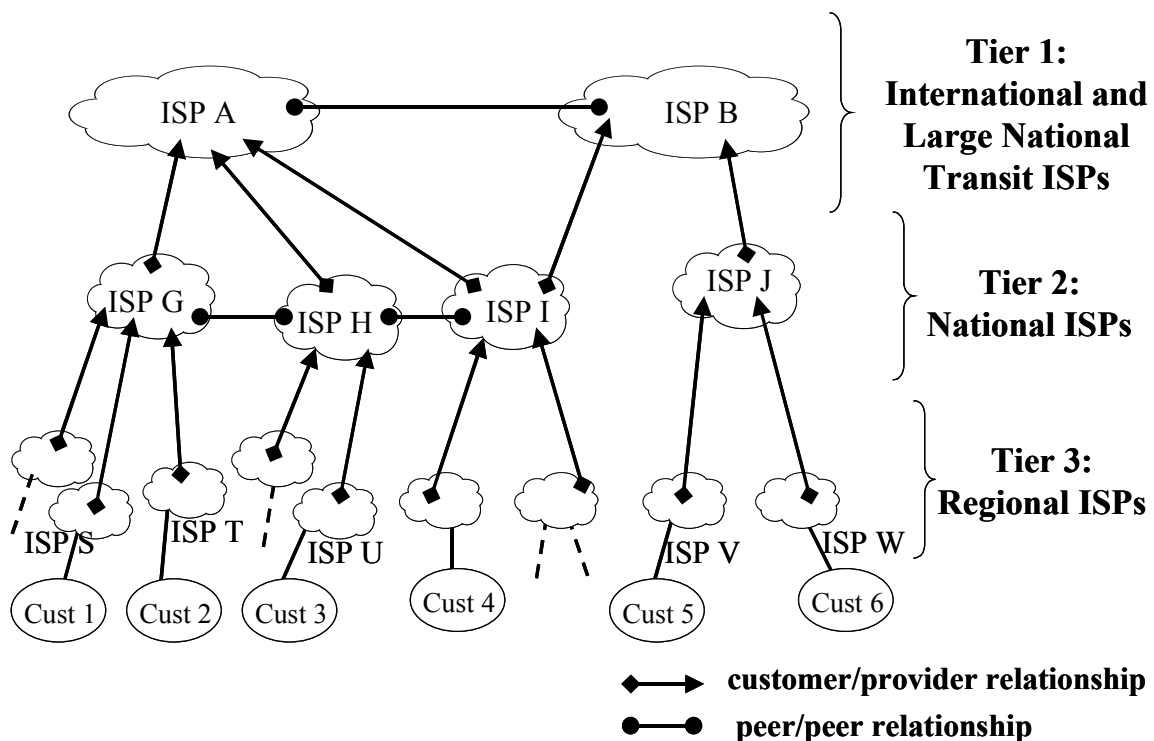 Tier 1:
International and
Large National
Transit ISPs
ISP A
ISP B
Tier 2:
National ISPs
ISP G
ISP H
ISP I
ISP J
Tier 3:
Regional ISPs
ISP S
ISP T
ISP U
ISP V
ISP W
Cust 1
Cust 2
Cust 3
Cust 4
Cust 5
Cust 6
customer/provider relationship
peer/peer relationship